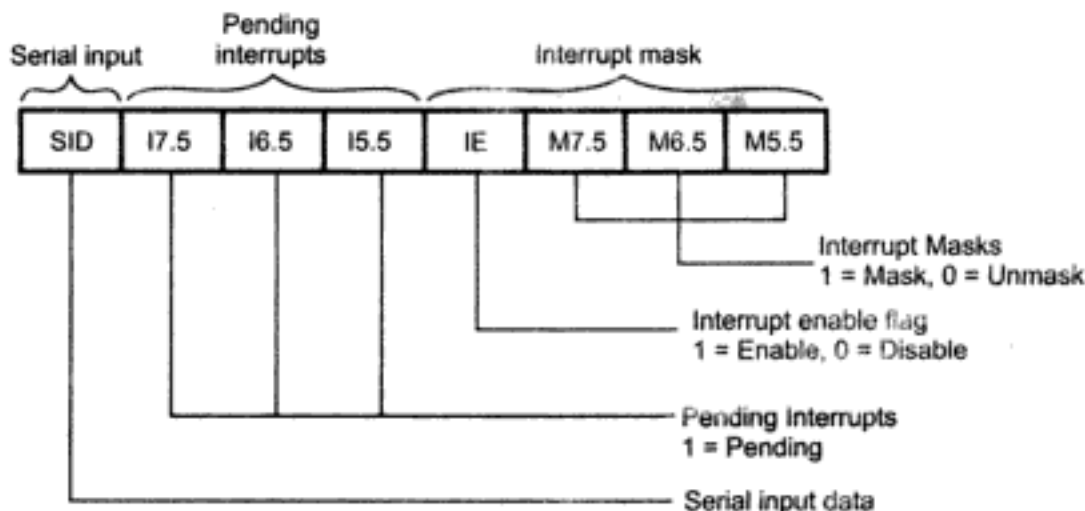 Pending
interrupts
Serial input
Interrupt mask
SID I7.5 I6.5 I5.5 IE M7.5 M6.5 M5.5
Interrupt Masks
1 = Mask, 0 = Unmask
Interrupt enable flag
1 = Enable, 0 = Disable
Pending Interrupts
1 = Pending
Serial input data